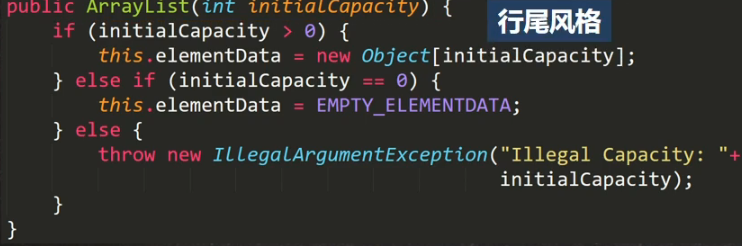 public ArrayList(int initialCapacity) {
行尾风格
    if (initialCapacity > 0) {
        this.elementData = new Object[initialCapacity];
    } else if (initialCapacity == 0) {
        this.elementData = EMPTY_ELEMENTDATA;
    } else {
        throw new IllegalArgumentException("Illegal Capacity: "+
                                           initialCapacity);
    }
}